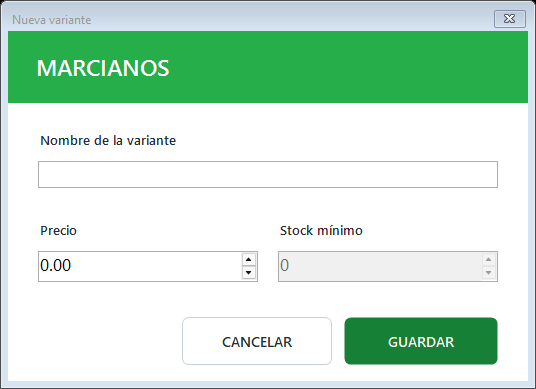 Nueva variante
MARCIANOS
Nombre de la variante
Precio
Stock mínimo
0.00
0
CANCELAR
GUARDAR